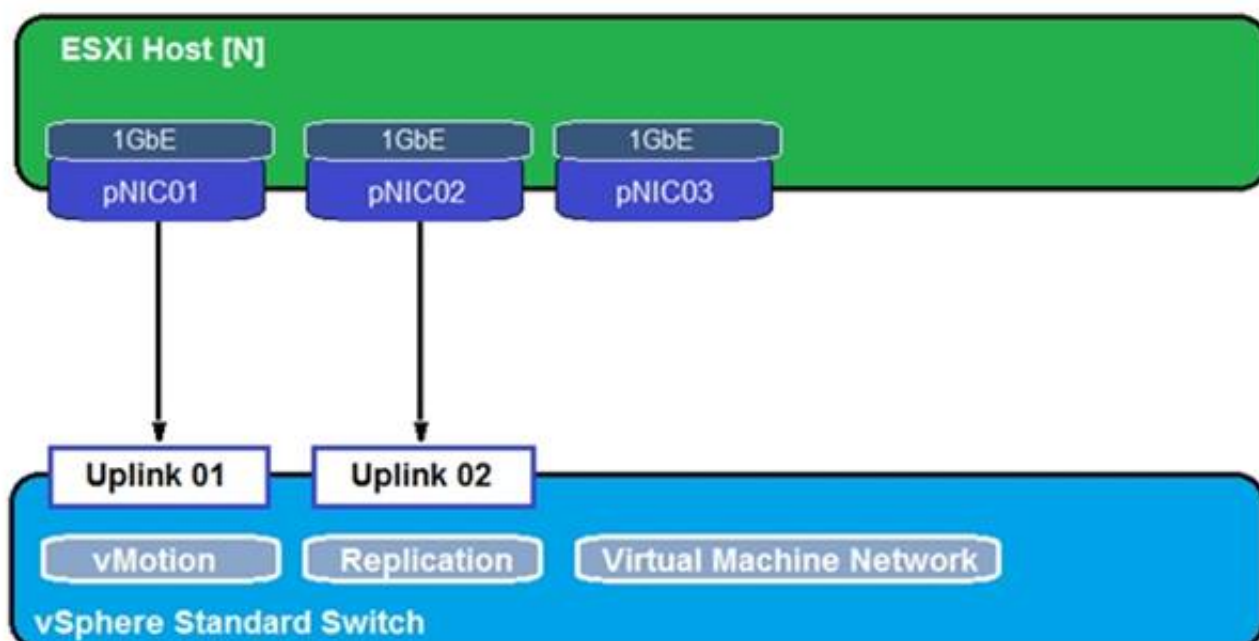 ESXi Host [N]
1GbE 1GbE 1GbE
pNIC01 pNIC02 pNIC03
Uplink 01 Uplink 02
vMotion Replication Virtual Machine Network
vSphere Standard Switch